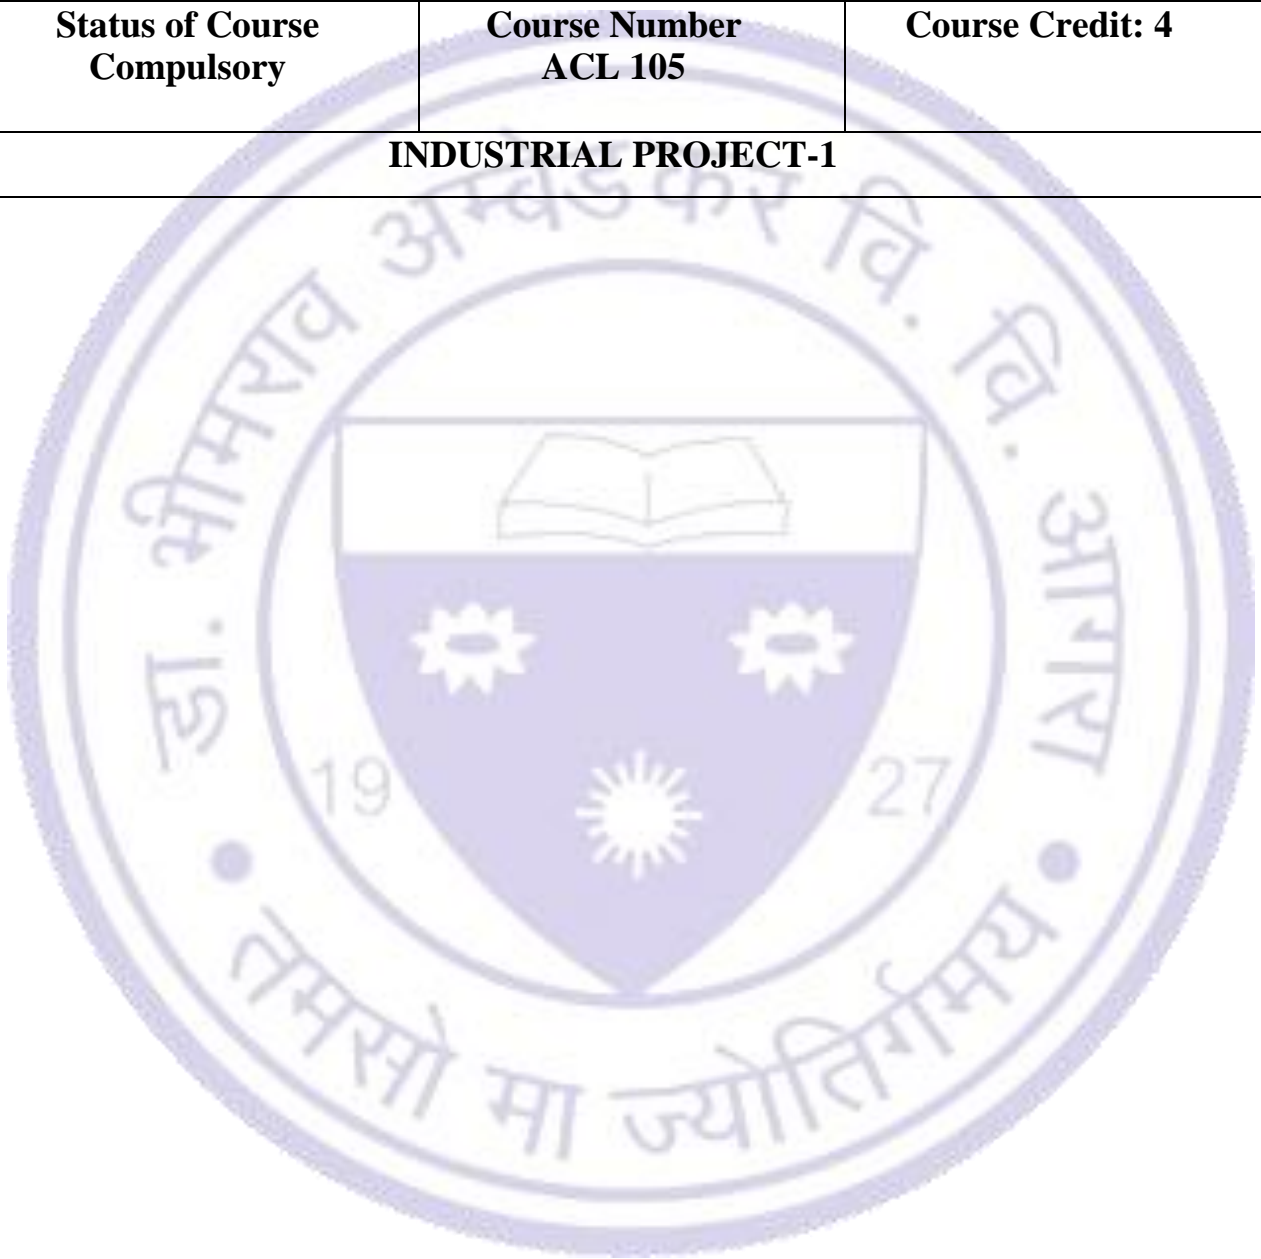 Status of Course
Compulsory
Course Number
ACL 105
Course Credit: 4
INDUSTRIAL PROJECT-1
डा. भीमराव अम्बेडकर वि. वि. आगरा
19
27
तमसो मा ज्योतिर्गमय